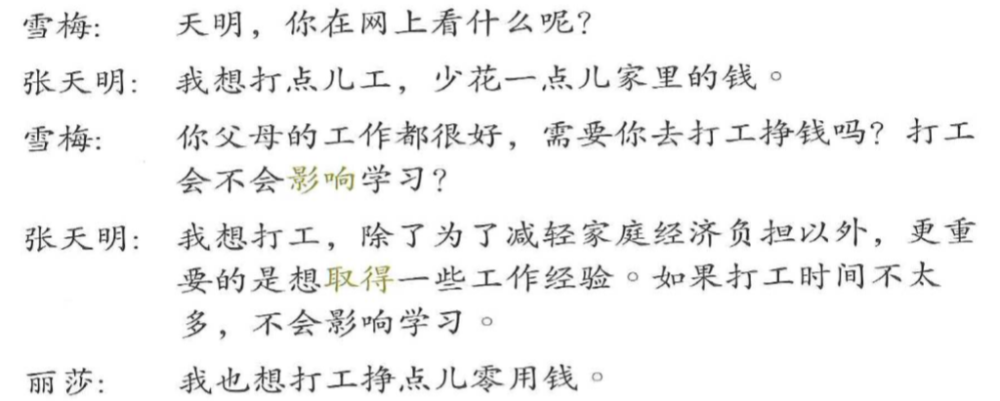 雪梅： 天明，你在网上看什么呢？
张天明： 我想打点儿工，少花一点儿家里的钱。
雪梅： 你父母的工作都很好，需要你去打工挣钱吗？打工
会不会影响学习？
张天明： 我想打工，除了为了减轻家庭经济负担以外，更重
要的是想取得一些工作经验。如果打工时间不太
多，不会影响学习。
丽莎： 我也想打工挣点儿零用钱。